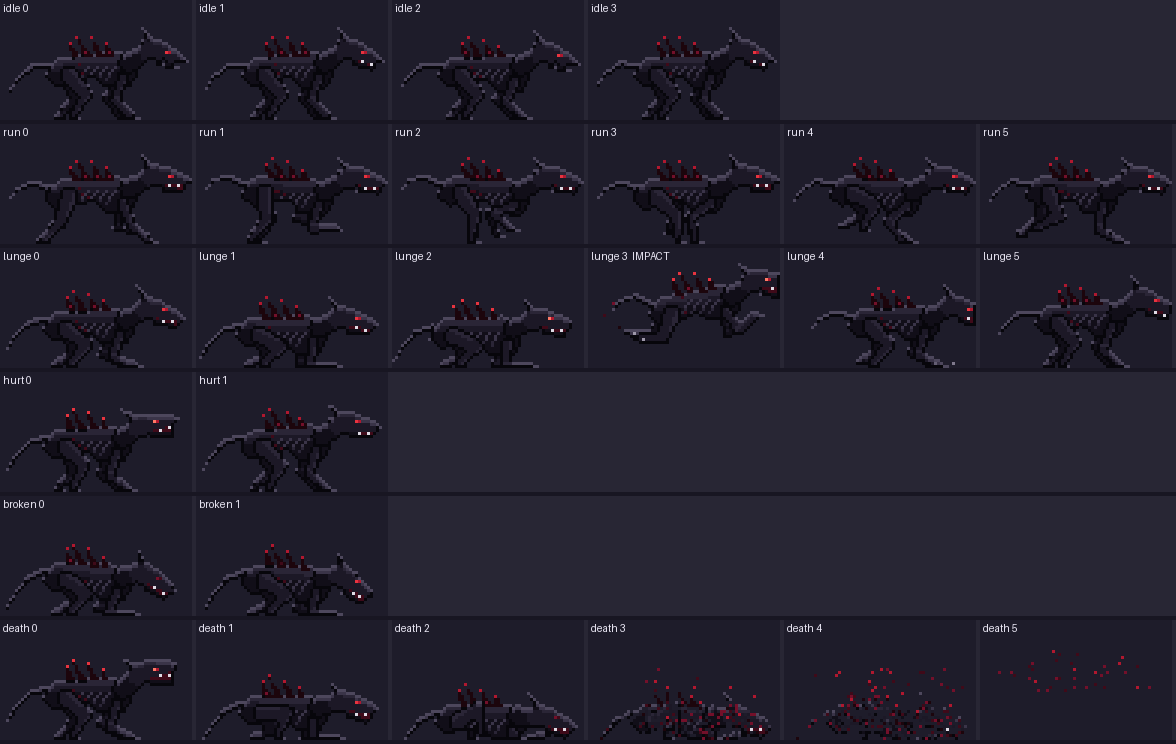 idle 0
idle 1
idle 2
idle 3
run 0
run 1
run 2
run 3
run 4
run 5
lunge 0
lunge 1
lunge 2
lunge 3 IMPACT
lunge 4
lunge 5
hurt 0
hurt 1
broken 0
broken 1
death 0
death 1
death 2
death 3
death 4
death 5